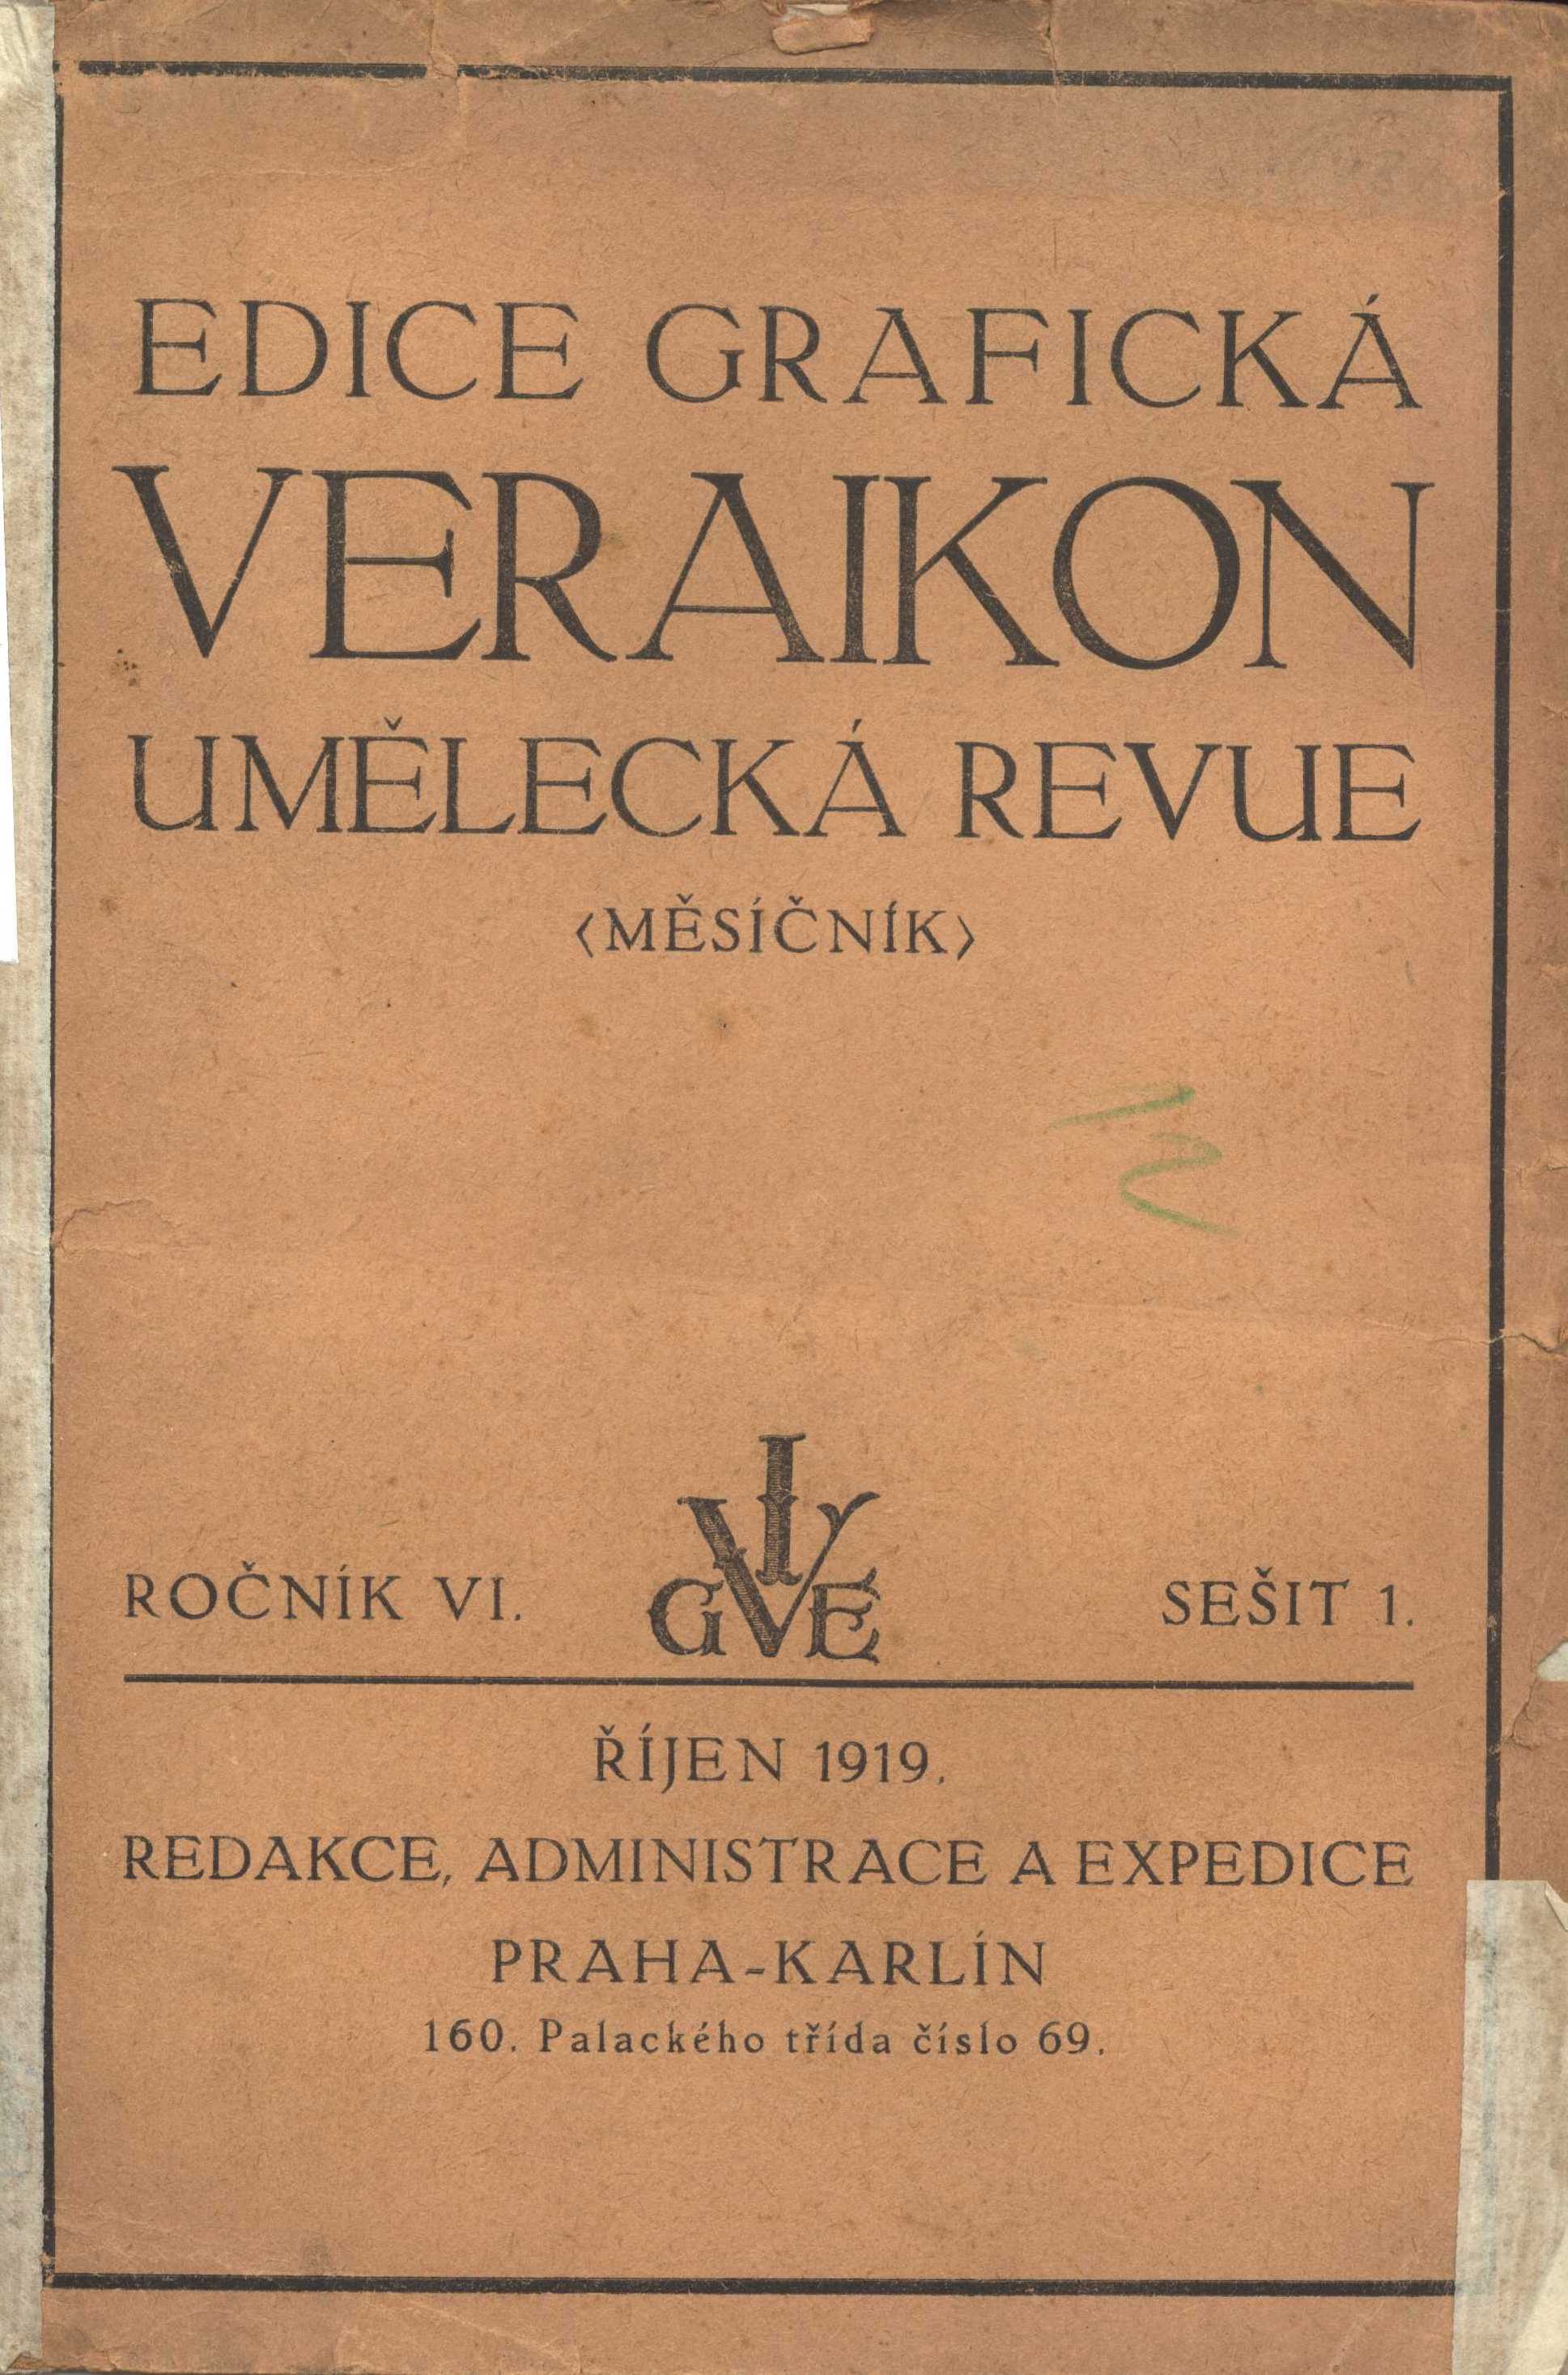 EDICE GRAFICKÁ
VERAIKON
UMĚLECKÁ REVUE
⟨MĚSÍČNÍK⟩
ROČNÍK VI.
I
V
G E
SEŠIT 1.
ŘÍJEN 1919.
REDAKCE, ADMINISTRACE A EXPEDICE
PRAHA-KARLÍN
160. Palackého třída číslo 69.